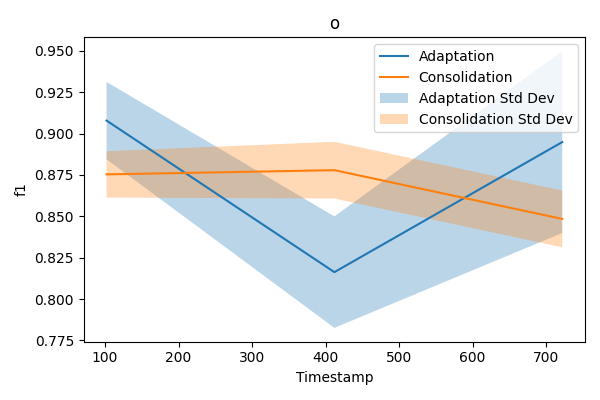 o
0.950
0.925
0.900
0.875
0.850
0.825
0.800
0.775
f1
Adaptation
Consolidation
Adaptation Std Dev
Consolidation Std Dev
100 200 300 400 500 600 700
Timestamp